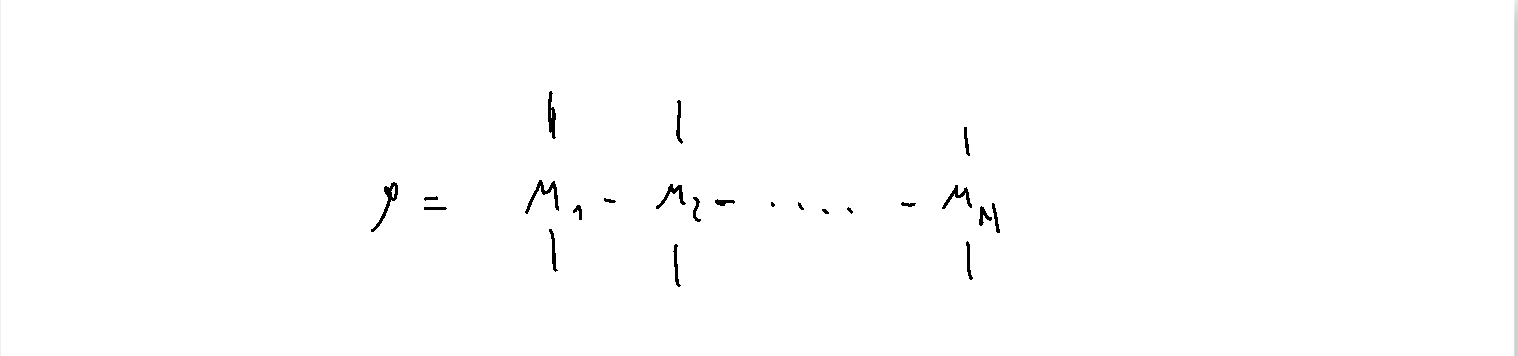 ρ = M₁ - M₂ - .... - M_N